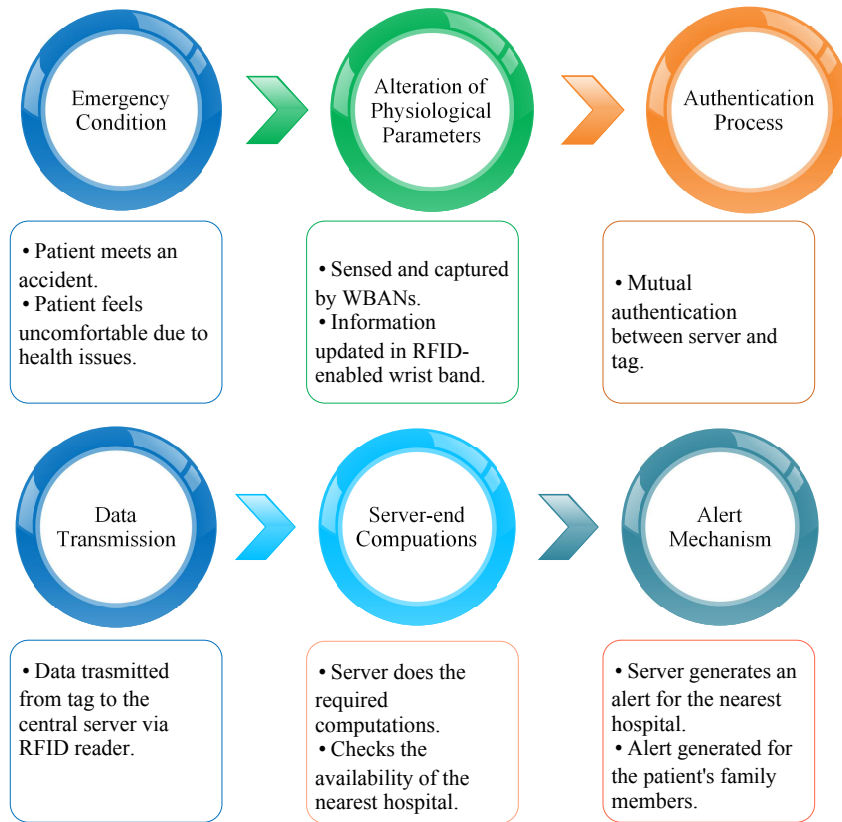 Emergency
Condition
Alteration of
Physiological
Parameters
Authentication
Process
• Patient meets an
accident.
• Patient feels
uncomfortable due to
health issues.
• Sensed and captured
by WBANs.
• Information
updated in RFID-
enabled wrist band.
• Mutual
authentication
between server and
tag.
Data
Transmission
Server-end
Compuations
Alert
Mechanism
• Data trasmitted
from tag to the
central server via
RFID reader.
• Server does the
required
computations.
• Checks the
availability of the
nearest hospital.
• Server generates an
alert for the nearest
hospital.
• Alert generated for
the patient's family
members.